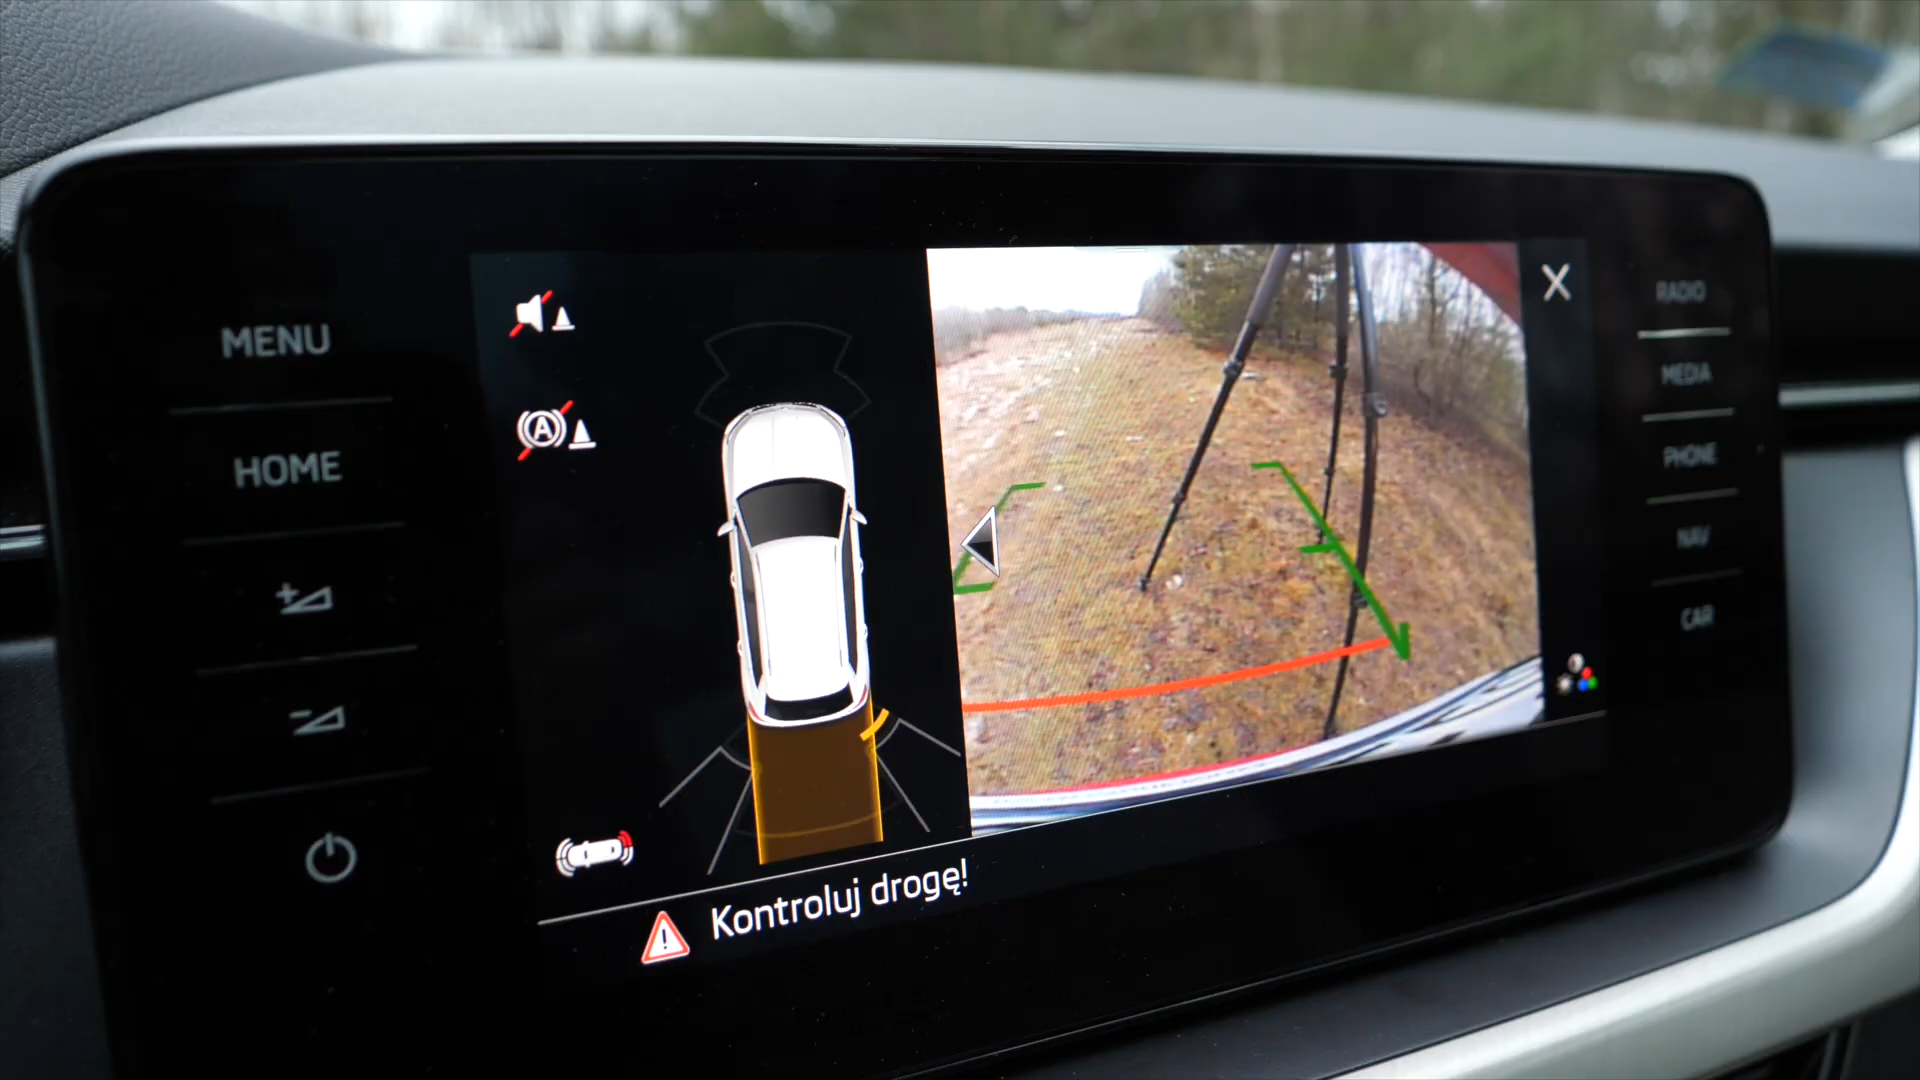 MENU
HOME
RADIO
MEDIA
PHONE
NAV
CAR
X
A
Kontroluj drogę!